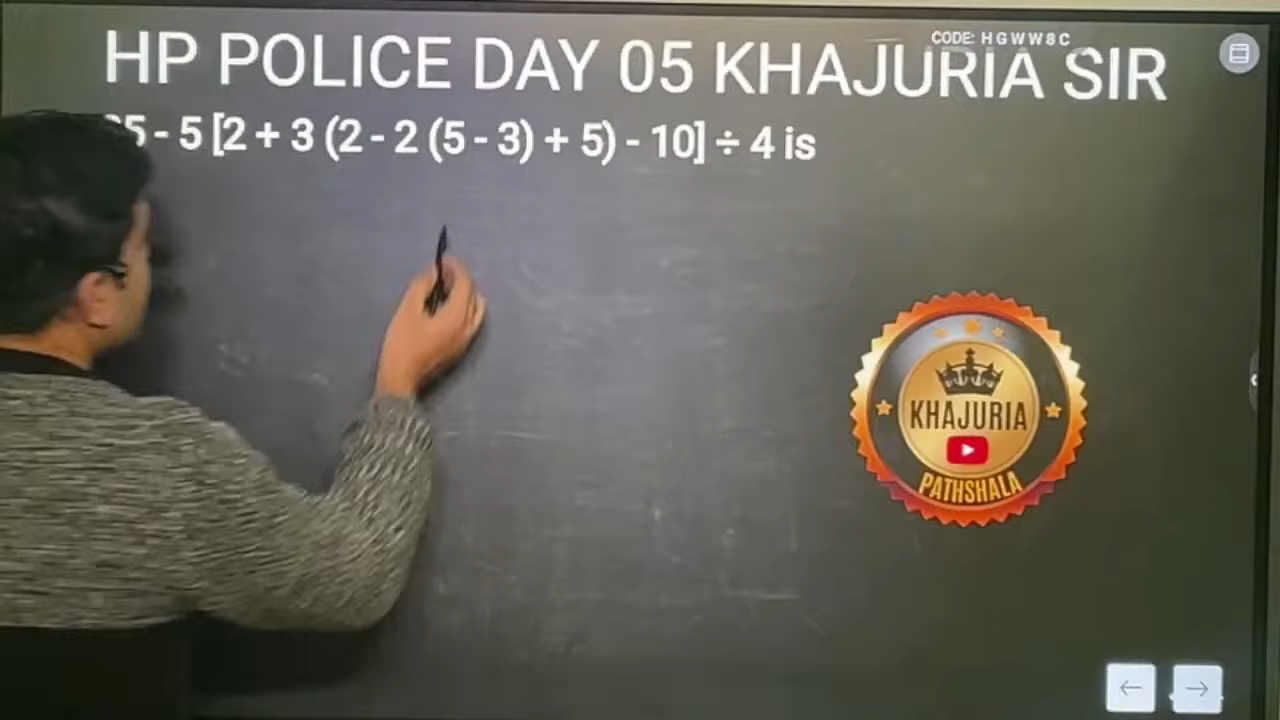 CODE: HGWW8C
HP POLICE DAY 05 KHAJURIA SIR
5 - 5 [2 + 3 (2 - 2 (5 - 3) + 5) - 10] ÷ 4 is
KHAJURIA
PATHSHALA